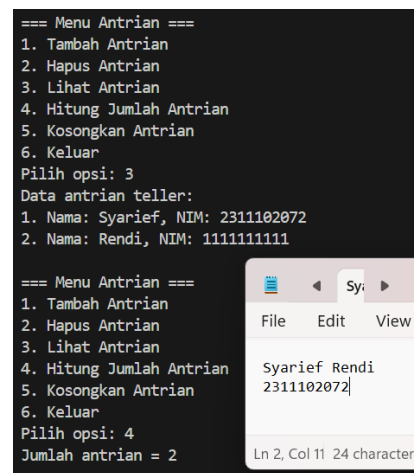 === Menu Antrian ===
1. Tambah Antrian
2. Hapus Antrian
3. Lihat Antrian
4. Hitung Jumlah Antrian
5. Kosongkan Antrian
6. Keluar
Pilih opsi: 3
Data antrian teller:
1. Nama: Syarief, NIM: 2311102072
2. Nama: Rendi, NIM: 1111111111
=== Menu Antrian ===
1. Tambah Antrian
2. Hapus Antrian
3. Lihat Antrian
4. Hitung Jumlah Antrian
5. Kosongkan Antrian
6. Keluar
Pilih opsi: 4
Jumlah antrian = 2
Sya
File Edit View
Syarief Rendi
2311102072
Ln 2, Col 11 24 character